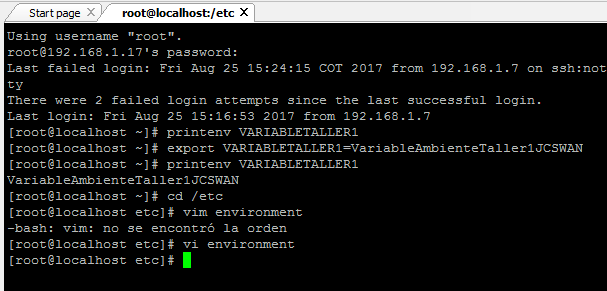 Start page
root@localhost:/etc
Using username "root".
root@192.168.1.17's password:
Last failed login: Fri Aug 25 15:24:15 COT 2017 from 192.168.1.7 on ssh:not
ty
There were 2 failed login attempts since the last successful login.
Last login: Fri Aug 25 15:16:53 2017 from 192.168.1.7
[root@localhost ~]# printenv VARIABLETALLER1
[root@localhost ~]# export VARIABLETALLER1=VariableAmbienteTaller1JCSWAN
[root@localhost ~]# printenv VARIABLETALLER1
VariableAmbienteTaller1JCSWAN
[root@localhost ~]# cd /etc
[root@localhost etc]# vim environment
-bash: vim: no se encontró la orden
[root@localhost etc]# vi environment
[root@localhost etc]#